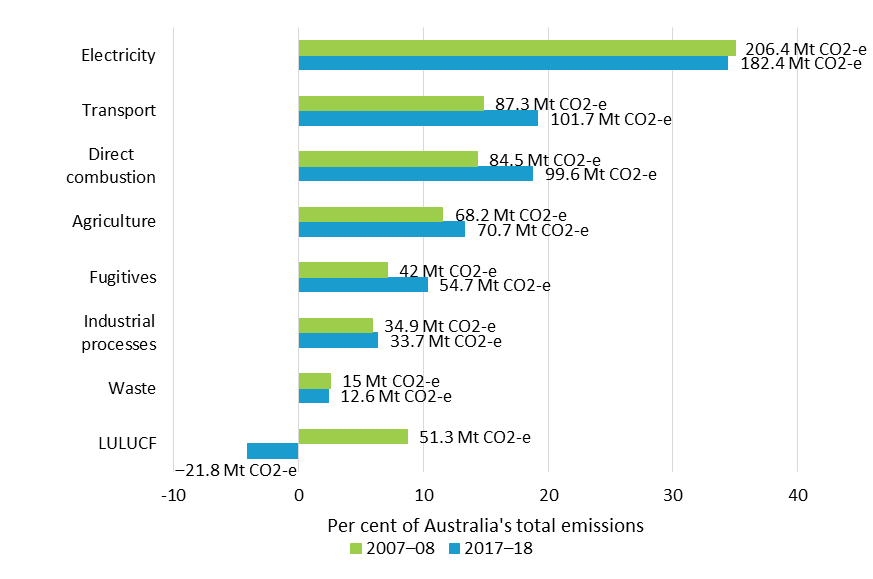 Electricity
206.4 Mt CO2-e
182.4 Mt CO2-e
Transport
87.3 Mt CO2-e
101.7 Mt CO2-e
Direct
combustion
84.5 Mt CO2-e
99.6 Mt CO2-e
Agriculture
68.2 Mt CO2-e
70.7 Mt CO2-e
Fugitives
42 Mt CO2-e
54.7 Mt CO2-e
Industrial
processes
34.9 Mt CO2-e
33.7 Mt CO2-e
Waste
15 Mt CO2-e
12.6 Mt CO2-e
LULUCF
51.3 Mt CO2-e
−21.8 Mt CO2-e
-10 0 10 20 30 40
Per cent of Australia's total emissions
2007–08 2017–18